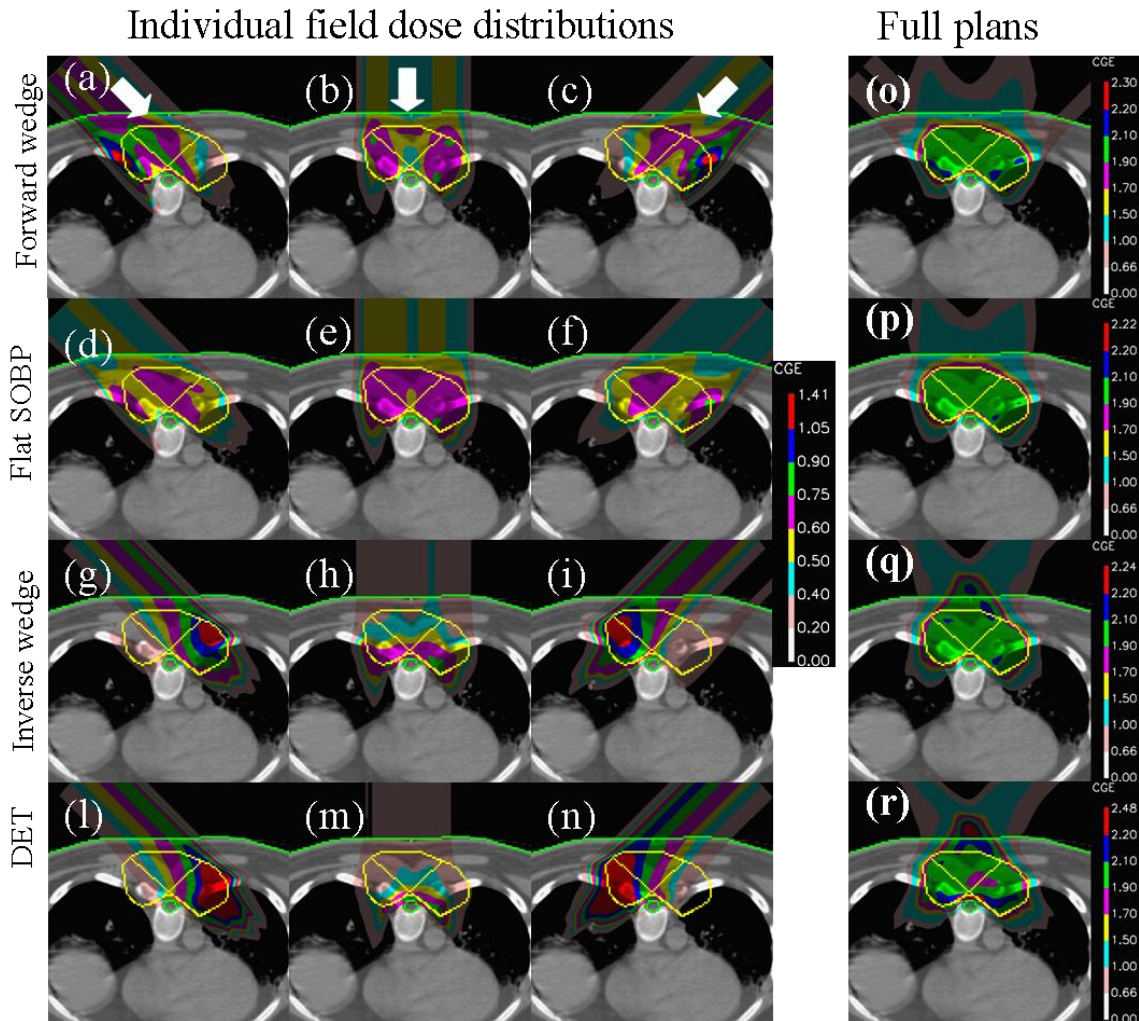 Individual field dose distributions
Full plans
Forward wedge
(a)
(b)
(c)
(o)
CGE
2.30
2.20
2.10
1.90
1.70
1.50
1.00
0.66
0.00
Flat SOBP
(d)
(e)
(f)
(p)
CGE
2.22
2.20
2.10
1.90
1.70
1.50
1.00
0.66
0.00
CGE
1.41
1.05
0.90
0.75
0.60
0.50
0.40
0.20
0.00
Inverse wedge
(g)
(h)
(i)
(q)
CGE
2.24
2.20
2.10
1.90
1.70
1.50
1.00
0.66
0.00
DET
(l)
(m)
(n)
(r)
CGE
2.48
2.20
2.10
1.90
1.70
1.50
1.00
0.66
0.00